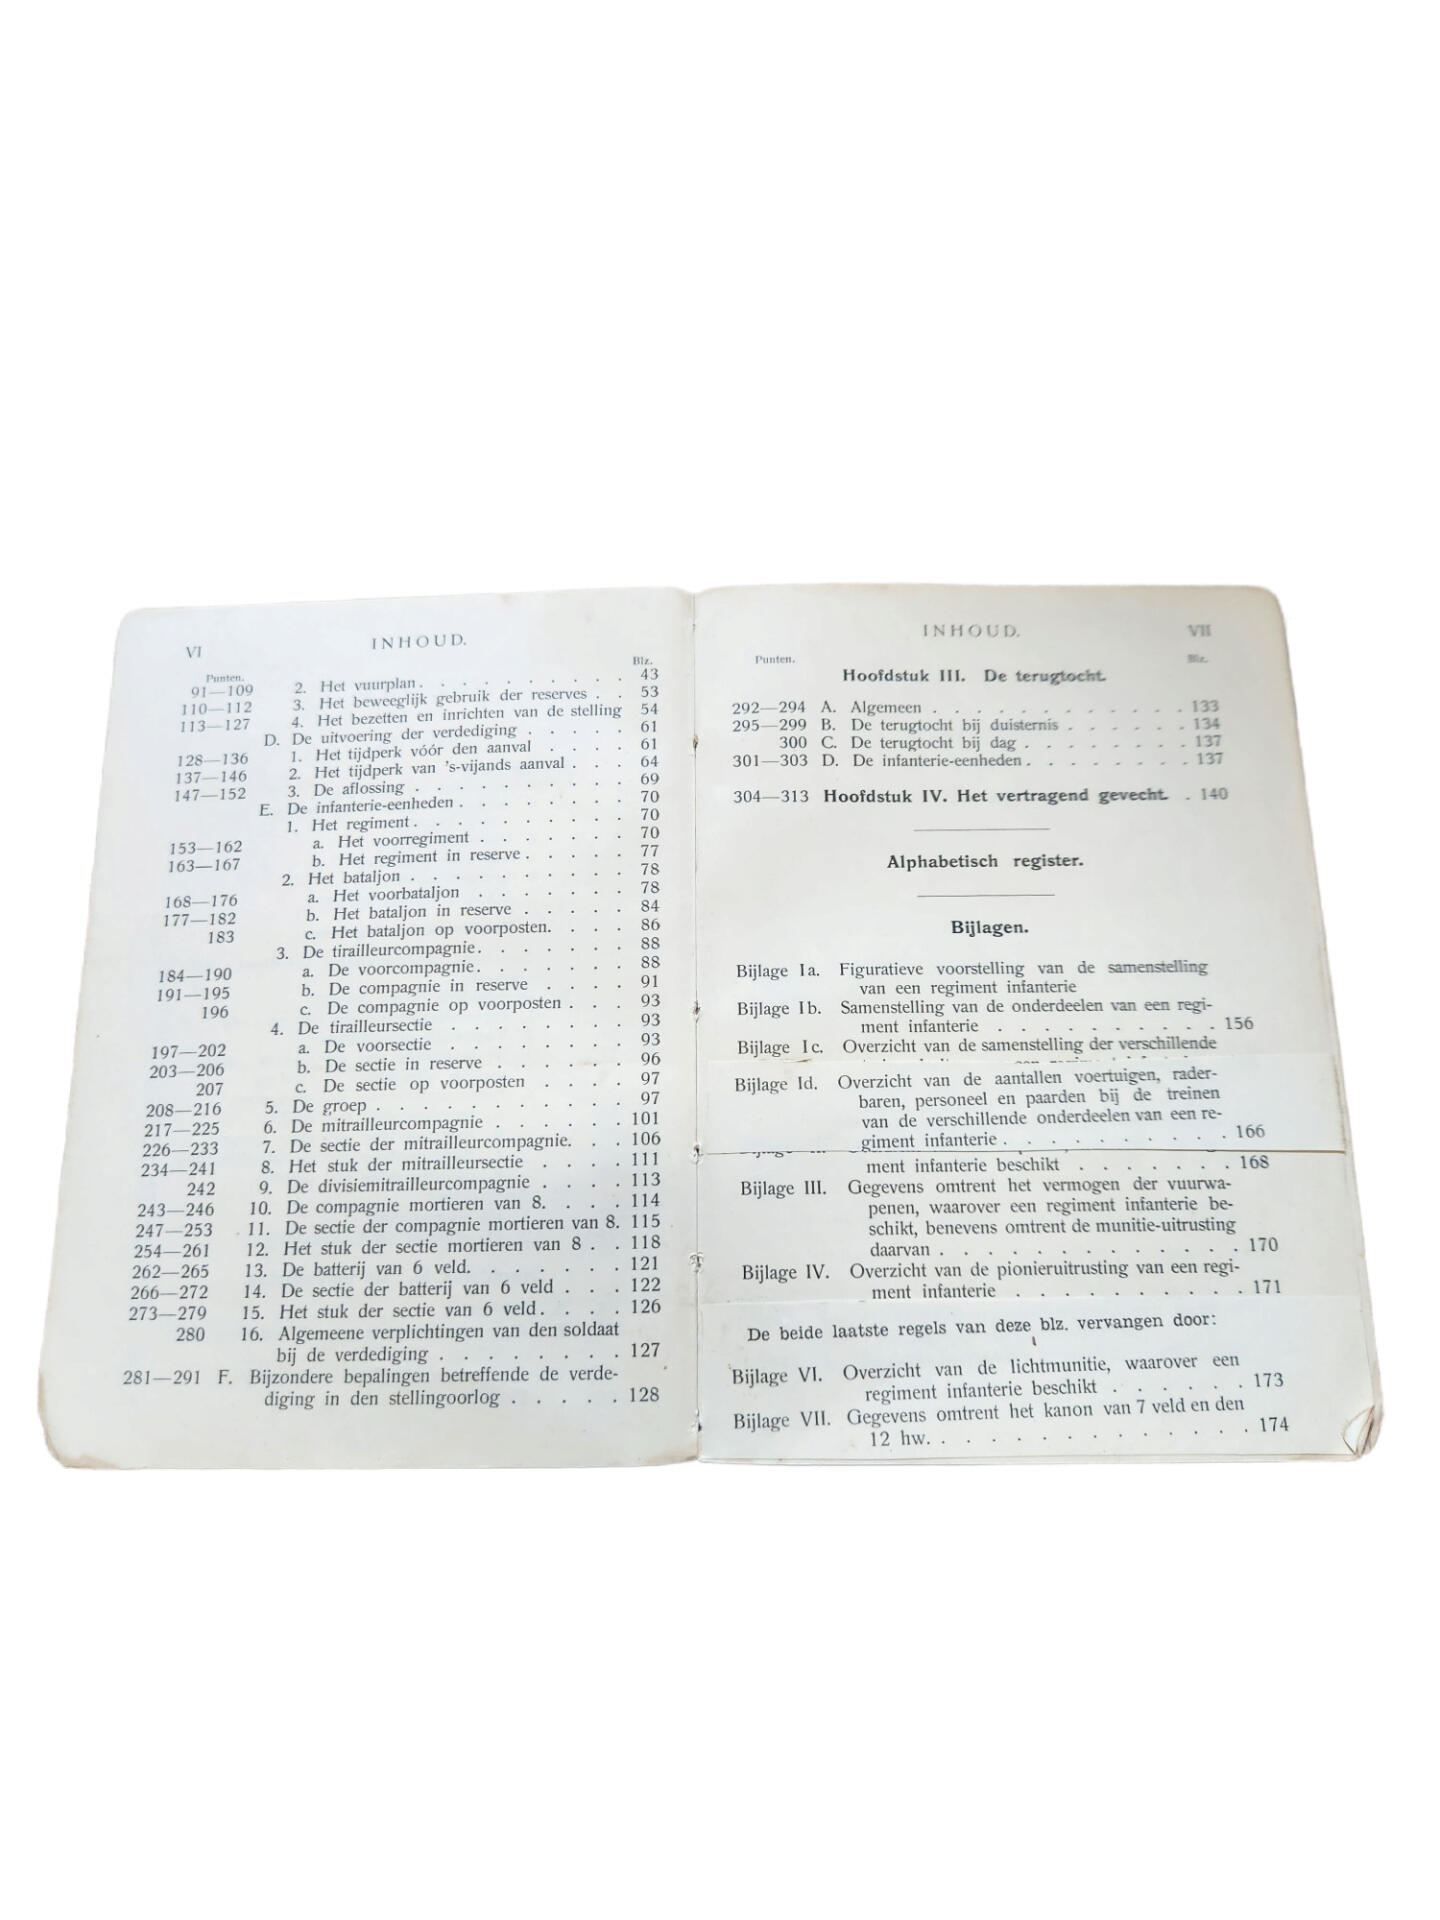 VI
INHOUD.
Punten.
Blz.
91—109 2. Het vuurplan. . . . . . . . . . 43
110—112 3. Het beweeglijk gebruik der reserves . . 53
113—127 4. Het bezetten en inrichten van de stelling 54
D. De uitvoering der verdediging . . . . . 61
128—136 1. Het tijdperk vóór den aanval . . . . 61
137—146 2. Het tijdperk van 's-vijands aanval . . . 64
147—152 3. De aflossing . . . . . . . . . . 69
E. De infanterie-eenheden . . . . . . . . 70
1. Het regiment . . . . . . . . . . 70
153—162 a. Het voorregiment . . . . . . . 70
163—167 b. Het regiment in reserve . . . . . 77
2. Het bataljon . . . . . . . . . . 78
168—176 a. Het voorbataljon . . . . . . . 78
177—182 b. Het bataljon in reserve . . . . . 84
183 c. Het bataljon op voorposten. . . . 86
3. De tirailleurcompagnie. . . . . . . 88
184—190 a. De voorcompagnie. . . . . . . 88
191—195 b. De compagnie in reserve . . . . 91
196 c. De compagnie op voorposten . . . 93
4. De tirailleursectie . . . . . . . . 93
197—202 a. De voorsectie . . . . . . . . 93
203—206 b. De sectie in reserve . . . . . . 96
207 c. De sectie op voorposten . . . . 97
208—216 5. De groep . . . . . . . . . . . 97
217—225 6. De mitrailleurcompagnie . . . . . . 101
226—233 7. De sectie der mitrailleurcompagnie. . . 106
234—241 8. Het stuk der mitrailleursectie . . . . 111
242 9. De divisiemitrailleurcompagnie . . . . 113
243—246 10. De compagnie mortieren van 8. . . . 114
247—253 11. De sectie der compagnie mortieren van 8. 115
254—261 12. Het stuk der sectie mortieren van 8 . . 118
262—265 13. De batterij van 6 veld. . . . . . . 121
266—272 14. De sectie der batterij van 6 veld . . . 122
273—279 15. Het stuk der sectie van 6 veld. . . . 126
280 16. Algemeene verplichtingen van den soldaat
bij de verdediging . . . . . . . . 127
281—291 F. Bijzondere bepalingen betreffende de verde-
diging in den stellingoorlog . . . . . 128
INHOUD.
VII
Punten.
Blz.
Hoofdstuk III. De terugtocht.
292—294 A. Algemeen . . . . . . . . . . . . 133
295—299 B. De terugtocht bij duisternis . . . . . . 134
300 C. De terugtocht bij dag . . . . . . . . 137
301—303 D. De infanterie-eenheden . . . . . . . . 137
304—313 Hoofdstuk IV. Het vertragend gevecht. . 140
Alphabetisch register.
Bijlagen.
Bijlage Ia. Figuratieve voorstelling van de samenstelling
van een regiment infanterie
Bijlage Ib. Samenstelling van de onderdeelen van een regi-
ment infanterie . . . . . . . . . . 156
Bijlage Ic. Overzicht van de samenstelling der verschillende
Bijlage Id. Overzicht van de aantallen voertuigen, rader-
baren, personeel en paarden bij de treinen
van de verschillende onderdeelen van een re-
giment infanterie . . . . . . . . . . 166
ment infanterie beschikt . . . . . . . 168
Bijlage III. Gegevens omtrent het vermogen der vuurwa-
penen, waarover een regiment infanterie be-
schikt, benevens omtrent de munitie-uitrusting
daarvan . . . . . . . . . . . . . 170
Bijlage IV. Overzicht van de pionieruitrusting van een regi-
ment infanterie . . . . . . . . . . 171
De beide laatste regels van deze blz. vervangen door:
Bijlage VI. Overzicht van de lichtmunitie, waarover een
regiment infanterie beschikt . . . . . . 173
Bijlage VII. Gegevens omtrent het kanon van 7 veld en den
12 hw. . . . . . . . . . . . . . 174